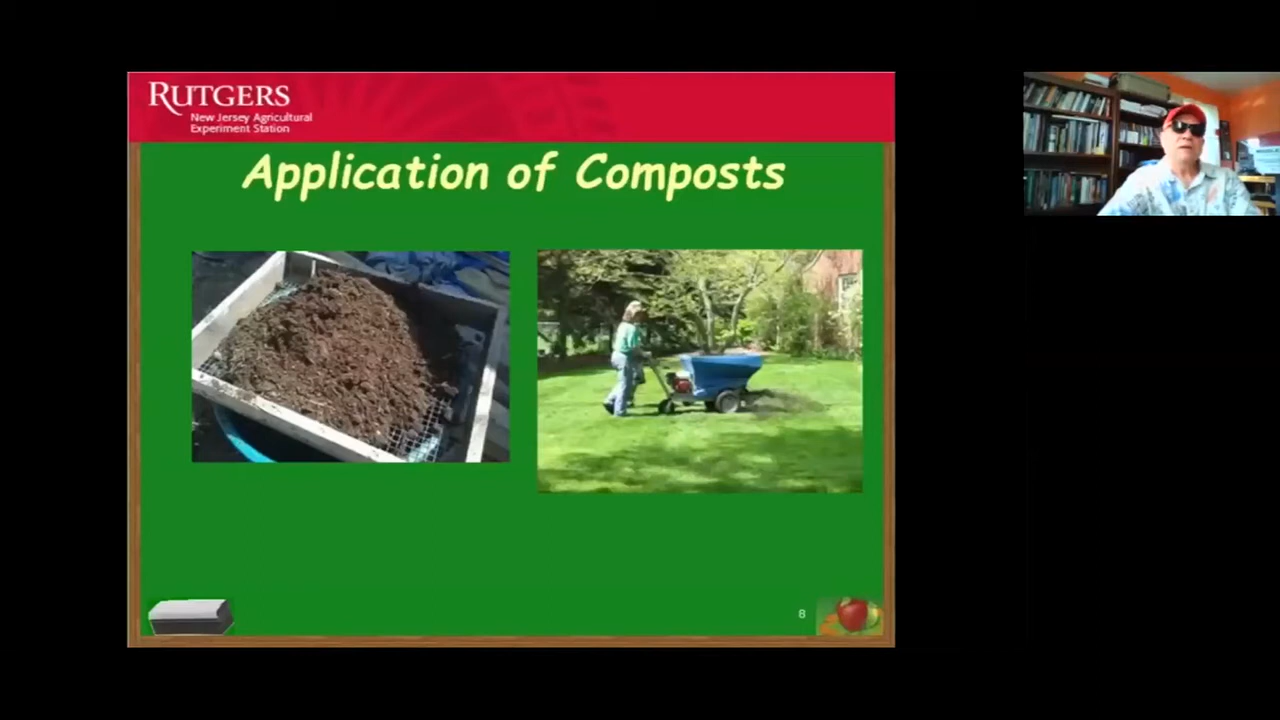 RUTGERS
New Jersey Agricultural
Experiment Station
Application of Composts
8